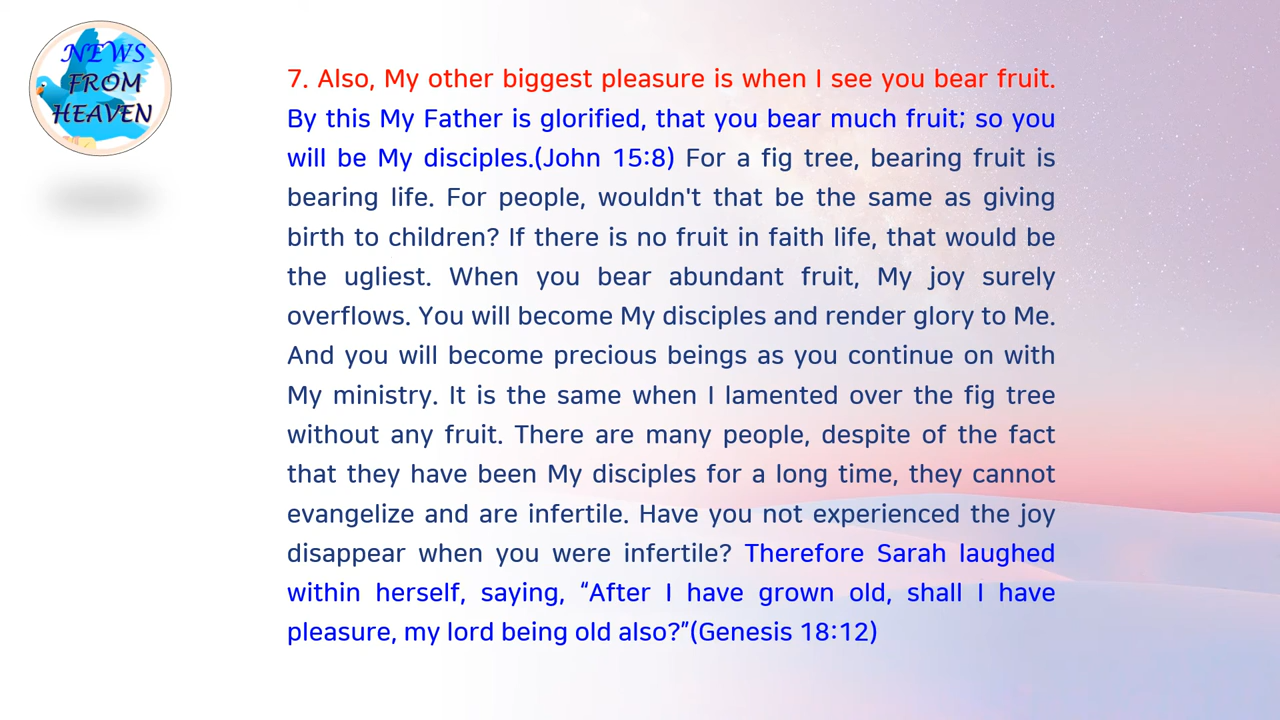 NEWS
FROM
HEAVEN
7. Also, My other biggest pleasure is when I see you bear fruit.
By this My Father is glorified, that you bear much fruit; so you
will be My disciples.(John 15:8) For a fig tree, bearing fruit is
bearing life. For people, wouldn't that be the same as giving
birth to children? If there is no fruit in faith life, that would be
the ugliest. When you bear abundant fruit, My joy surely
overflows. You will become My disciples and render glory to Me.
And you will become precious beings as you continue on with
My ministry. It is the same when I lamented over the fig tree
without any fruit. There are many people, despite of the fact
that they have been My disciples for a long time, they cannot
evangelize and are infertile. Have you not experienced the joy
disappear when you were infertile? Therefore Sarah laughed
within herself, saying, “After I have grown old, shall I have
pleasure, my lord being old also?”(Genesis 18:12)